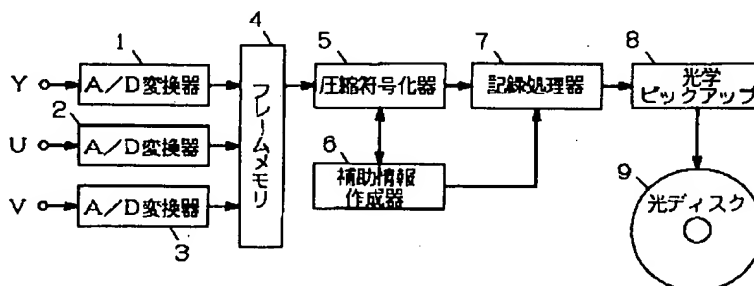 1
Y
A/D変換器
2
U
A/D変換器
V
A/D変換器
3
4
フレームメモリ
5
圧縮符号化器
6
補助情報
作成器
7
記録処理器
8
光学
ピックアップ
9
光ディスク